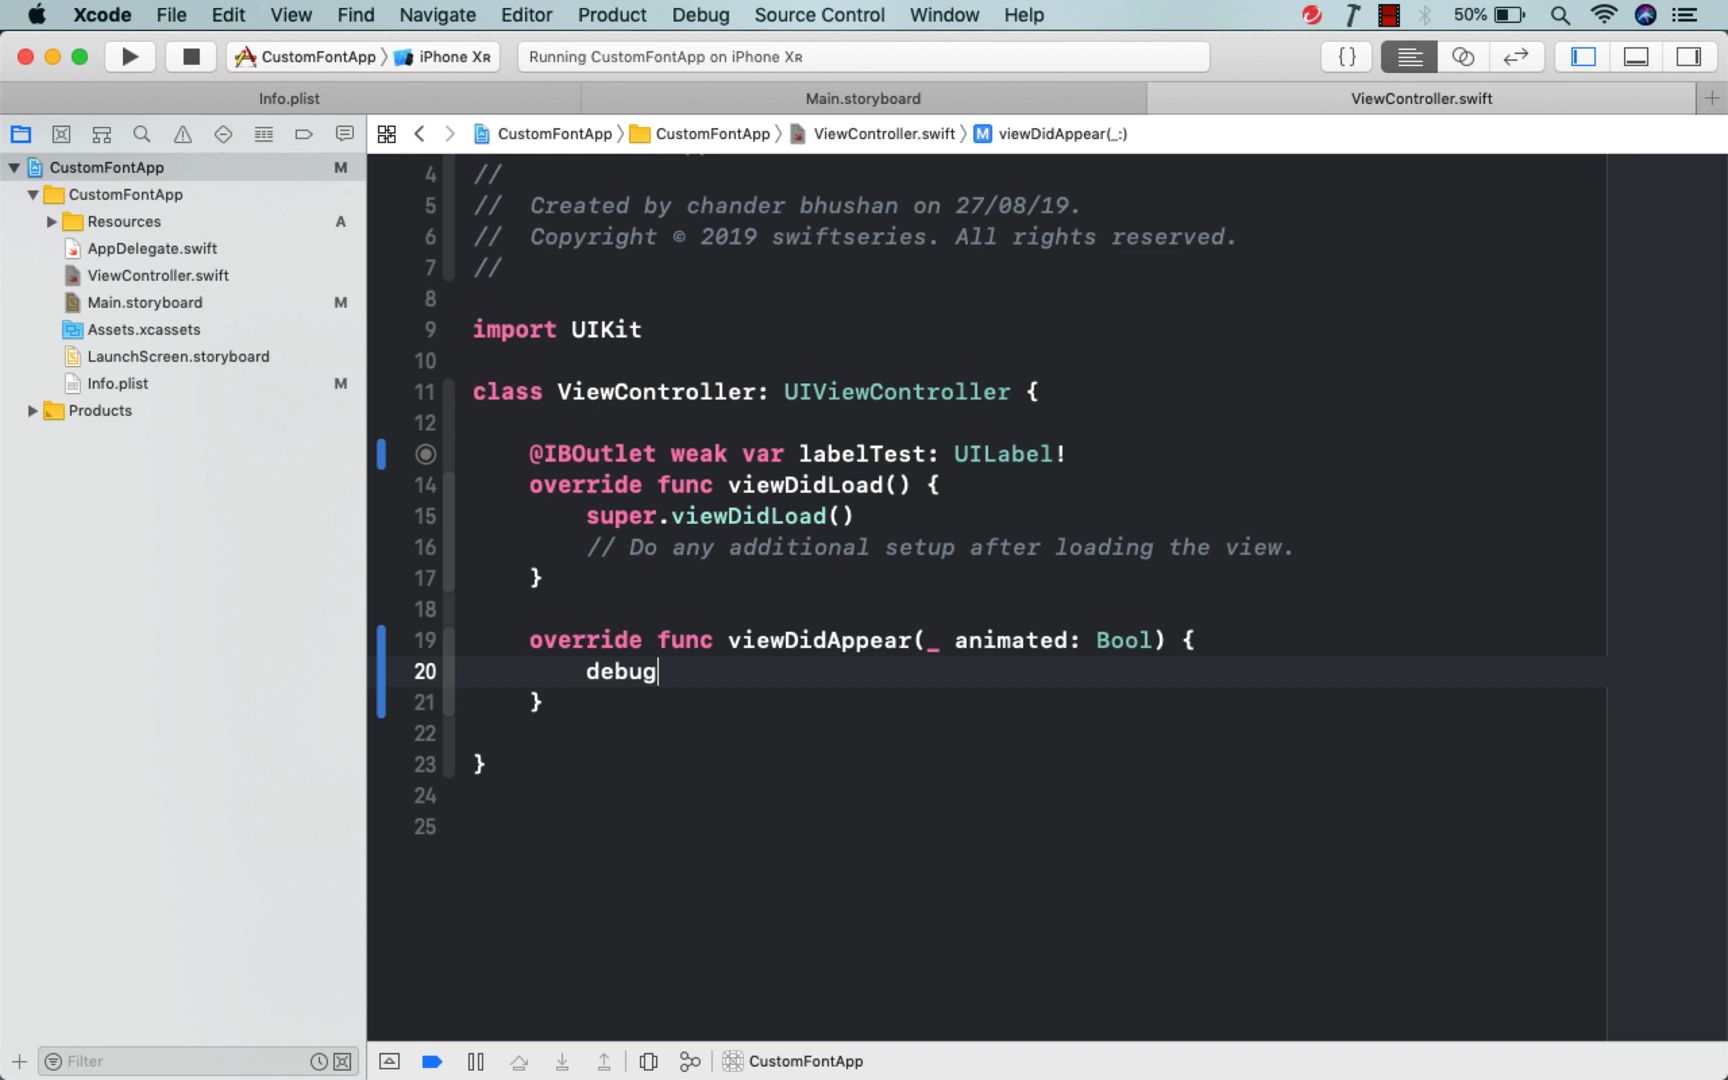 Xcode File Edit View Find Navigate Editor Product Debug Source Control Window Help 50%
CustomFontApp iPhone XR Running CustomFontApp on iPhone XR {}
Info.plist Main.storyboard ViewController.swift
CustomFontApp CustomFontApp ViewController.swift M viewDidAppear(_:)
CustomFontApp M
CustomFontApp
Resources A
AppDelegate.swift
ViewController.swift
Main.storyboard M
Assets.xcassets
LaunchScreen.storyboard
Info.plist M
Products
4 //
5 // Created by chander bhushan on 27/08/19.
6 // Copyright © 2019 swiftseries. All rights reserved.
7 //
8
9 import UIKit
10
11 class ViewController: UIViewController {
12
@IBOutlet weak var labelTest: UILabel!
14 override func viewDidLoad() {
15 super.viewDidLoad()
16 // Do any additional setup after loading the view.
17 }
18
19 override func viewDidAppear(_ animated: Bool) {
20 debug
21 }
22
23 }
24
25
Filter CustomFontApp